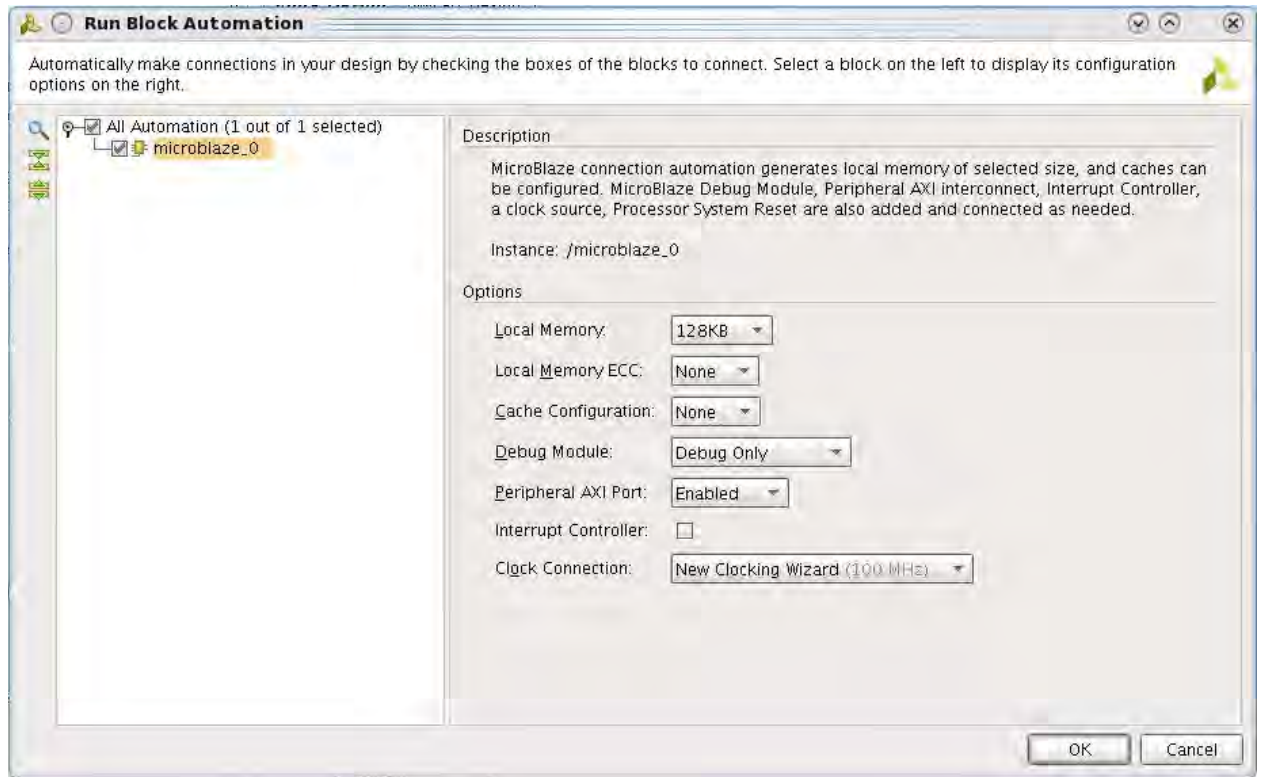 Run Block Automation
Automatically make connections in your design by checking the boxes of the blocks to connect. Select a block on the left to display its configuration
options on the right.
All Automation (1 out of 1 selected)
microblaze_0
Description
MicroBlaze connection automation generates local memory of selected size, and caches can
be configured. MicroBlaze Debug Module, Peripheral AXI interconnect, Interrupt Controller,
a clock source, Processor System Reset are also added and connected as needed.
Instance: /microblaze_0
Options
Local Memory: 128KB
Local Memory ECC: None
Cache Configuration: None
Debug Module: Debug Only
Peripheral AXI Port: Enabled
Interrupt Controller:
Clock Connection: New Clocking Wizard (100 MHz)
OK Cancel